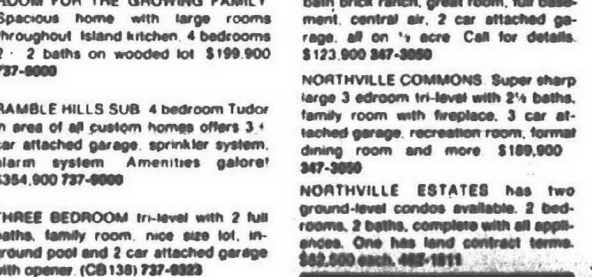 ROOM FOR THE GROWING FAMILY
Spacious home with large rooms
throughout Island kitchen, 4 bedrooms
2 baths on wooded lot $199,900
737-9000
RAMBLE HILLS SUB 4 bedroom Tudor
in area of all custom homes offers 3
car attached garage, sprinkler system,
alarm system Amenities galore!
$354,900 737-9000
THREE BEDROOM tri-level with 2 full
baths, family room, nice size lot, in-
ground pool and 2 car attached garage
with opener. (CB138) 737-9323
bath brick ranch, great room, full base-
ment, central air, 2 car attached ga-
rage, all on ½ acre Call for details.
$123,900 347-3050
NORTHVILLE COMMONS. Super sharp
large 3 edroom tri-level with 2½ baths,
family room with fireplace, 3 car at-
tached garage, recreation room, formal
dining room and more $189,900
347-3050
NORTHVILLE ESTATES has two
ground-level condos available. 2 bed-
rooms, 2 baths, complete with all appli-
ances. One has land contract terms.
$82,500 each. 462-1811